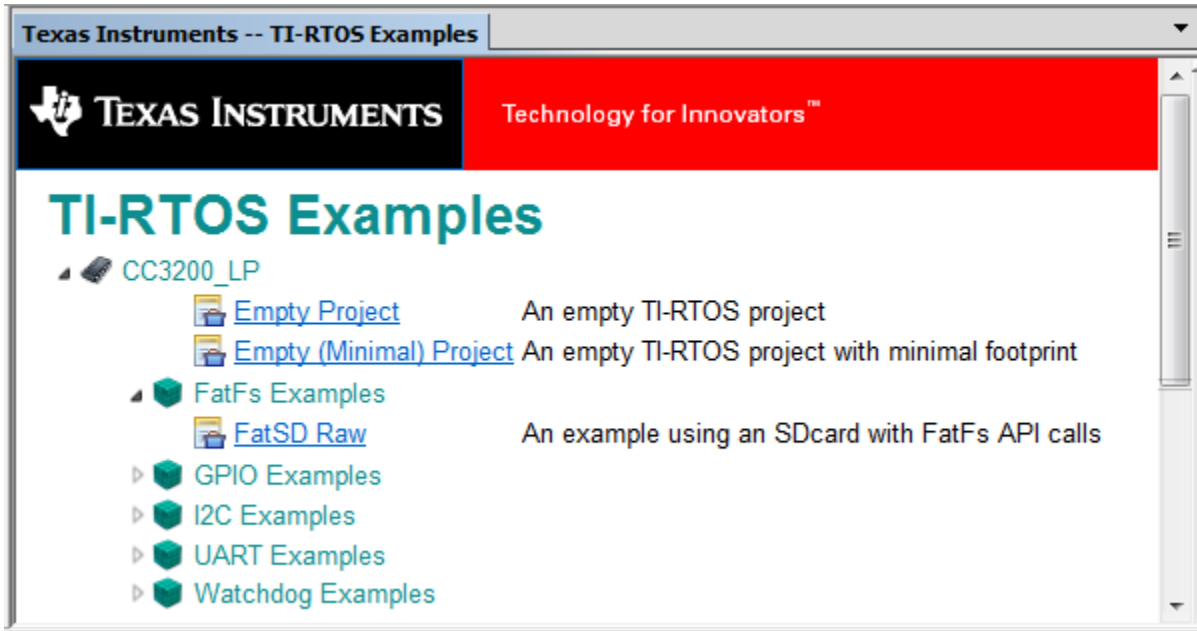 Texas Instruments -- TI-RTOS Examples
TEXAS INSTRUMENTS Technology for Innovators™
TI-RTOS Examples
CC3200_LP
Empty Project An empty TI-RTOS project
Empty (Minimal) Project An empty TI-RTOS project with minimal footprint
FatFs Examples
FatSD Raw An example using an SDcard with FatFs API calls
GPIO Examples
I2C Examples
UART Examples
Watchdog Examples